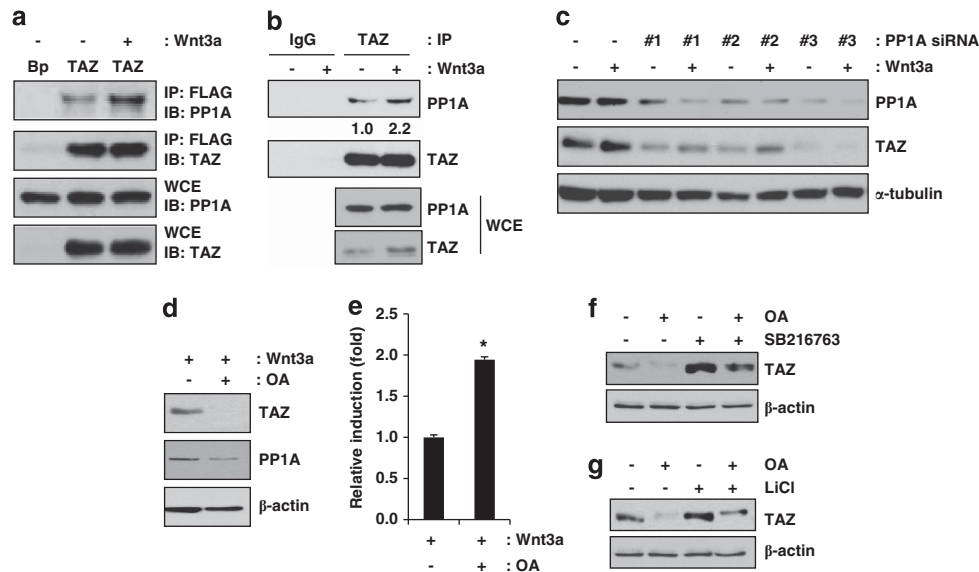 a
- - + : Wnt3a
Bp TAZ TAZ
IP: FLAG
IB: PP1A
IP: FLAG
IB: TAZ
WCE
IB: PP1A
WCE
IB: TAZ
b
IgG TAZ : IP
- + - + : Wnt3a
PP1A
1.0 2.2
TAZ
PP1A
TAZ
WCE
c
- - #1 #1 #2 #2 #3 #3 : PP1A siRNA
- + - + - + - + : Wnt3a
PP1A
TAZ
α-tubulin
d
+ + : Wnt3a
- + : OA
TAZ
PP1A
β-actin
e
Relative induction (fold)
2.5
2.0
1.5
1.0
0.5
0.0
*
+ + : Wnt3a
- + : OA
f
- + - + OA
- - + + SB216763
TAZ
β-actin
g
- + - + OA
- - + + LiCl
TAZ
β-actin